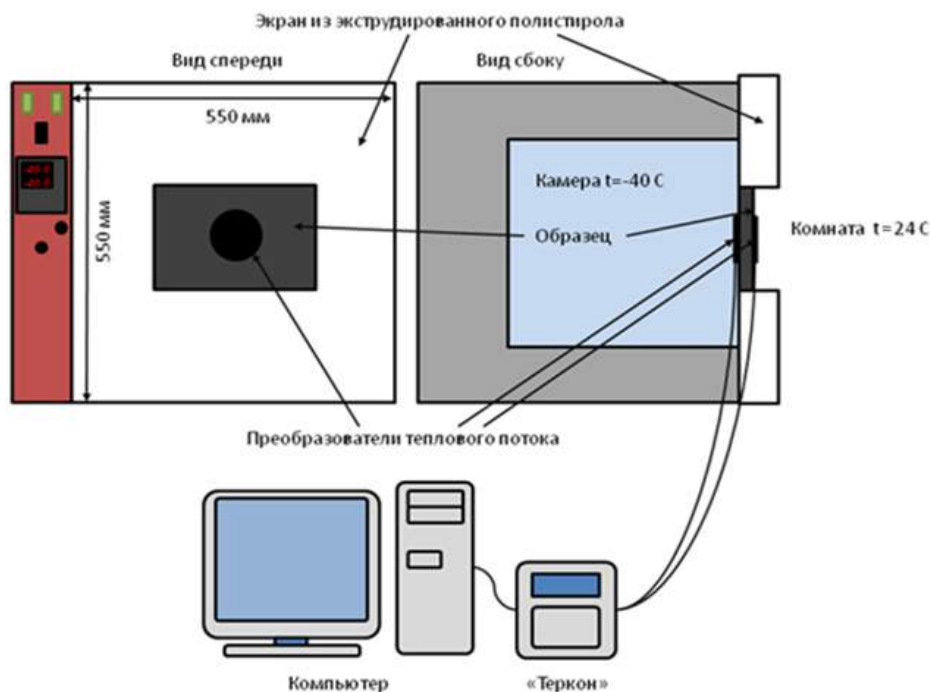 Экран из экструдированного полистирола
Вид спереди
Вид сбоку
550 мм
550 мм
Камера t=-40 С
Образец
Комната t=24 С
Преобразователи теплового потока
Компьютер
«Теркон»